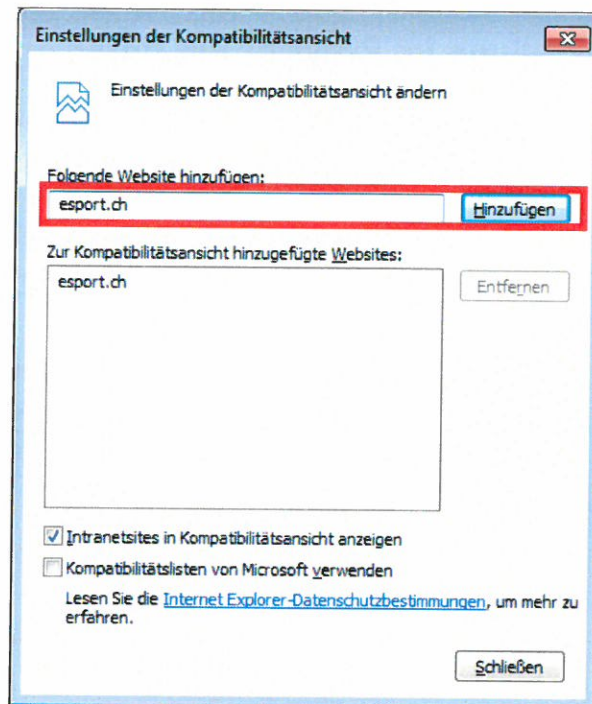 Einstellungen der Kompatibilitätsansicht
Einstellungen der Kompatibilitätsansicht ändern
Folgende Website hinzufügen:
esport.ch
Hinzufügen
Zur Kompatibilitätsansicht hinzugefügte Websites:
esport.ch
Entfernen
Intranetsites in Kompatibilitätsansicht anzeigen
Kompatibilitätslisten von Microsoft verwenden
Lesen Sie die Internet Explorer-Datenschutzbestimmungen, um mehr zu
erfahren.
Schließen